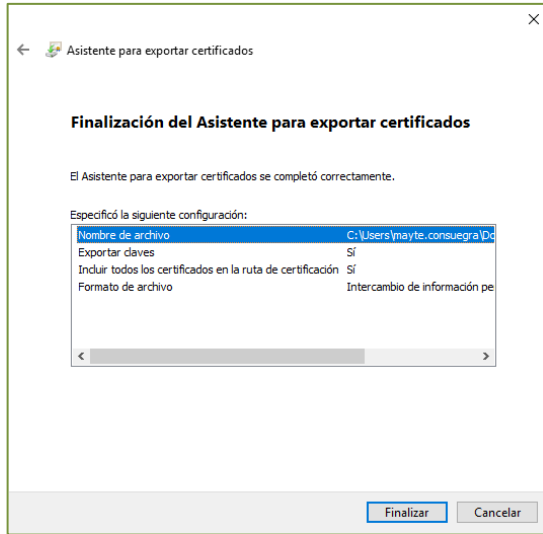 Asistente para exportar certificados
Finalización del Asistente para exportar certificados
El Asistente para exportar certificados se completó correctamente.
Especificó la siguiente configuración:
Nombre de archivo C:\Users\mayte.consuegra\Do
Exportar claves Sí
Incluir todos los certificados en la ruta de certificación Sí
Formato de archivo Intercambio de información pe
Finalizar Cancelar